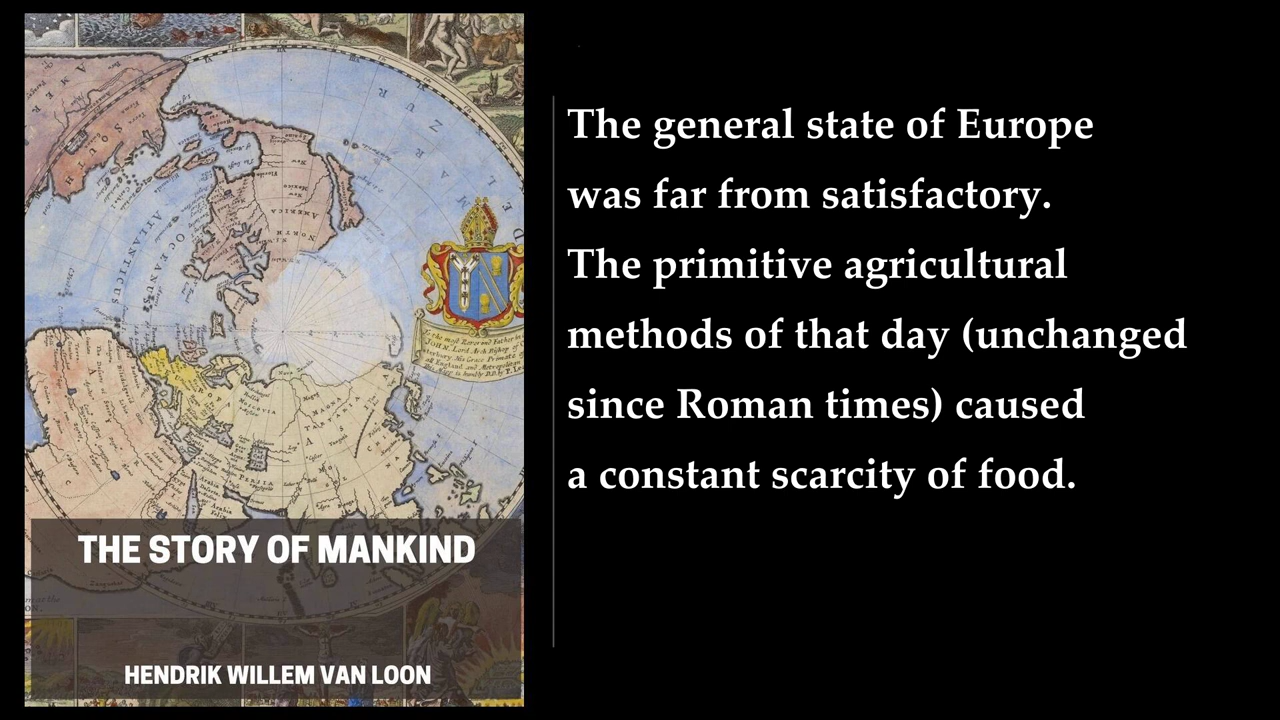 THE STORY OF MANKIND
HENDRIK WILLEM VAN LOON
The general state of Europe
was far from satisfactory.
The primitive agricultural
methods of that day (unchanged
since Roman times) caused
a constant scarcity of food.